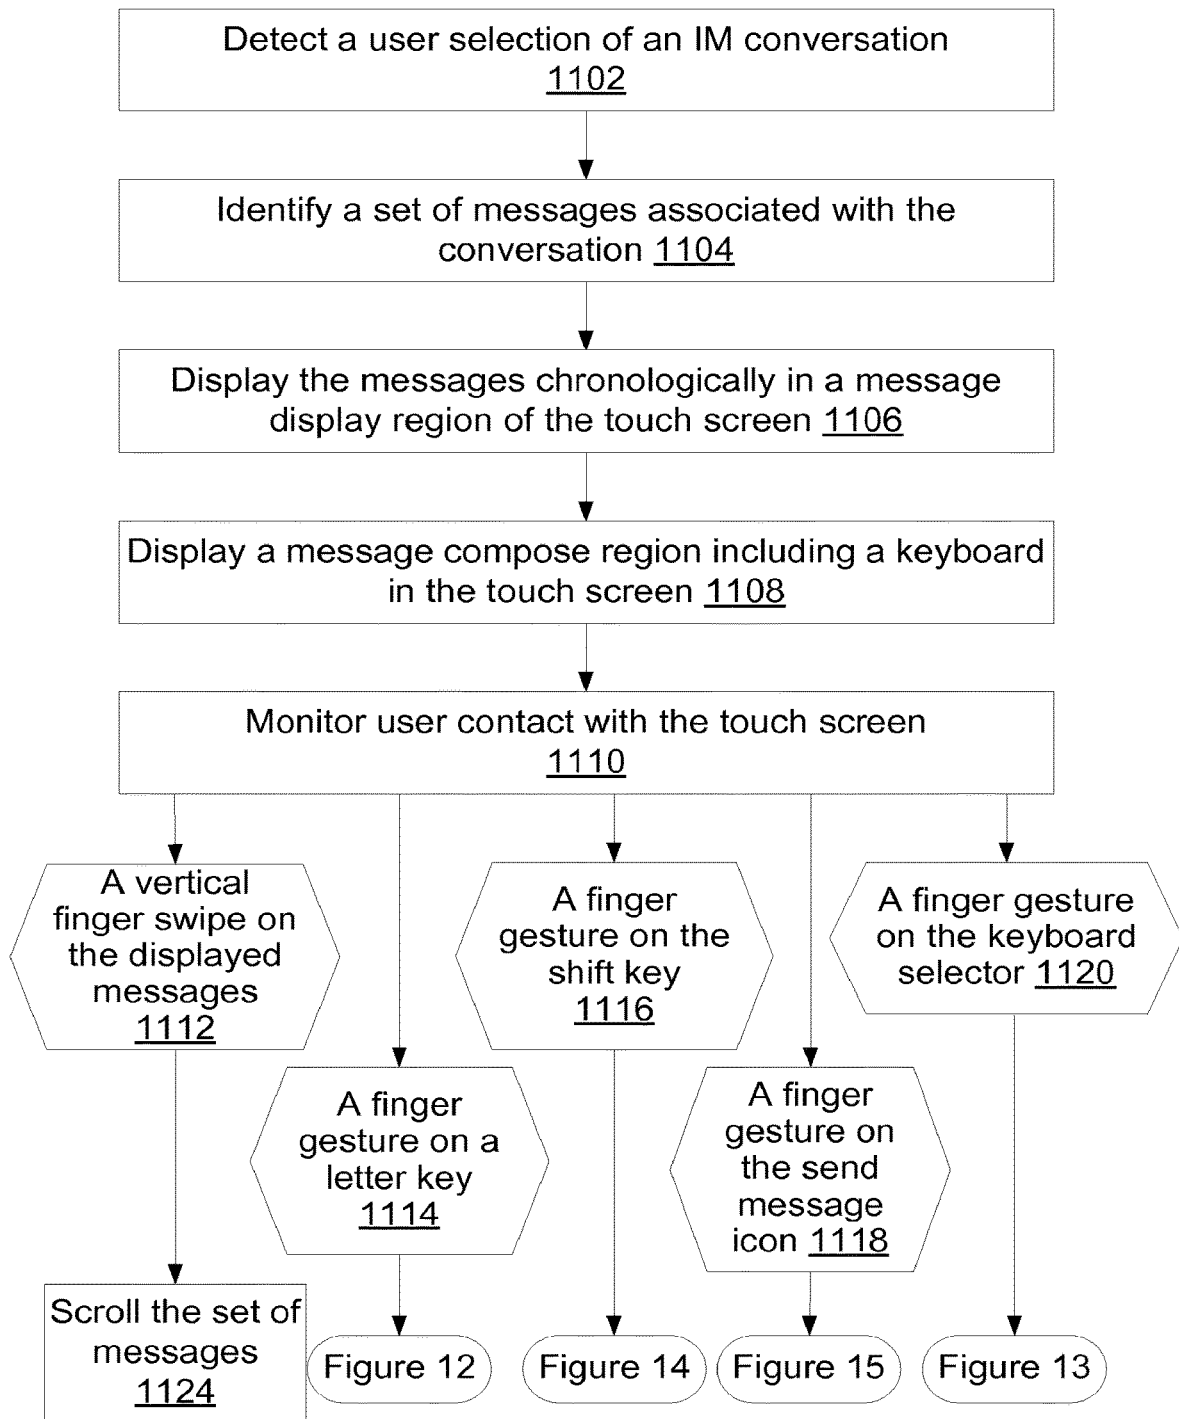 Detect a user selection of an IM conversation
1102
Identify a set of messages associated with the
conversation 1104
Display the messages chronologically in a message
display region of the touch screen 1106
Display a message compose region including a keyboard
in the touch screen 1108
Monitor user contact with the touch screen
1110
A vertical
finger swipe on
the displayed
messages
1112
A finger
gesture on a
letter key
1114
A finger
gesture on the
shift key
1116
A finger
gesture on
the send
message
icon 1118
A finger gesture
on the keyboard
selector 1120
Scroll the set of
messages
1124
Figure 12
Figure 14
Figure 15
Figure 13